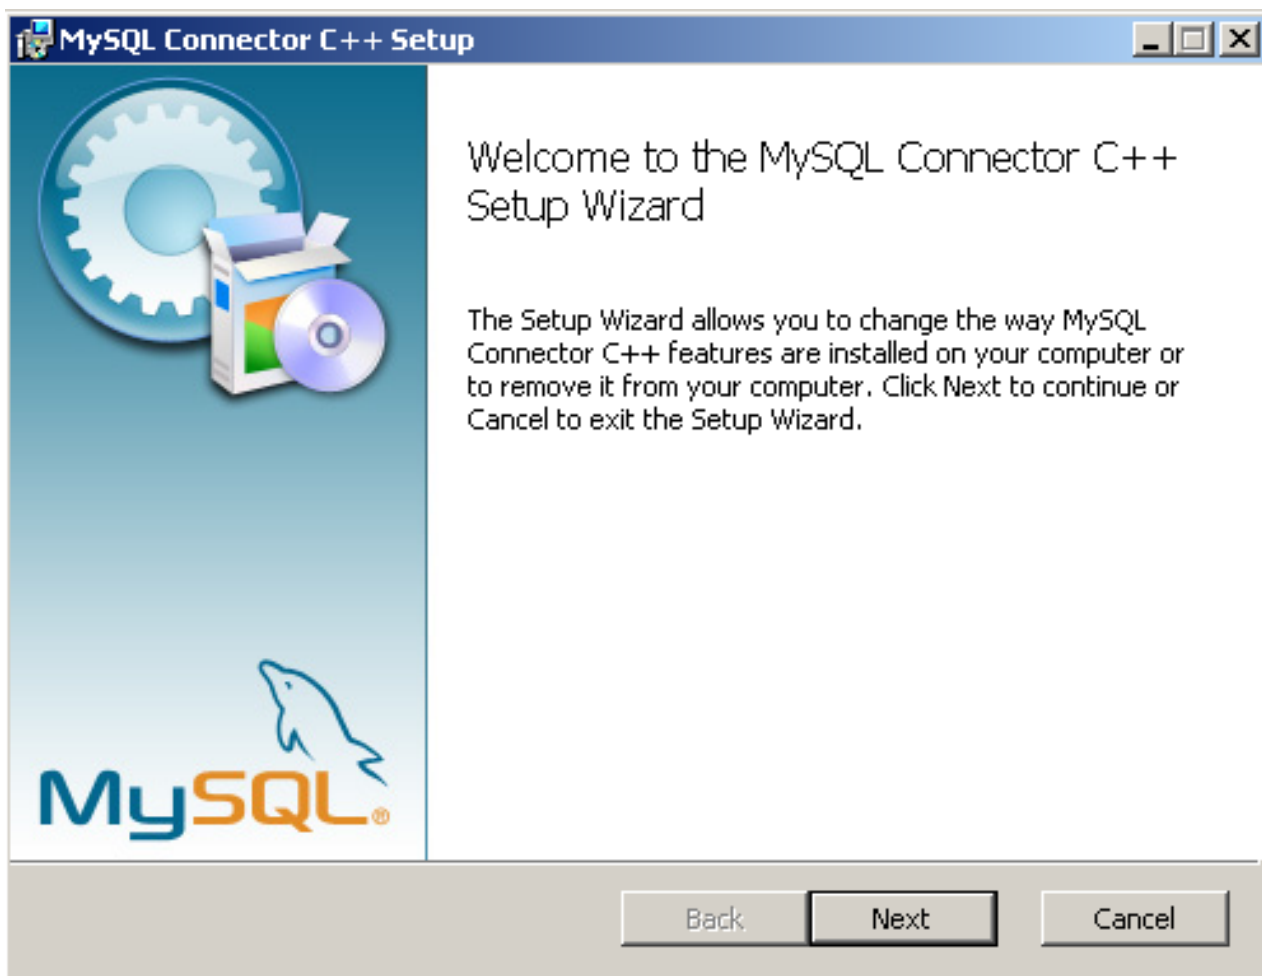 MySQL Connector C++ Setup
Welcome to the MySQL Connector C++
Setup Wizard
The Setup Wizard allows you to change the way MySQL
Connector C++ features are installed on your computer or
to remove it from your computer. Click Next to continue or
Cancel to exit the Setup Wizard.
MySQL®
Back
Next
Cancel